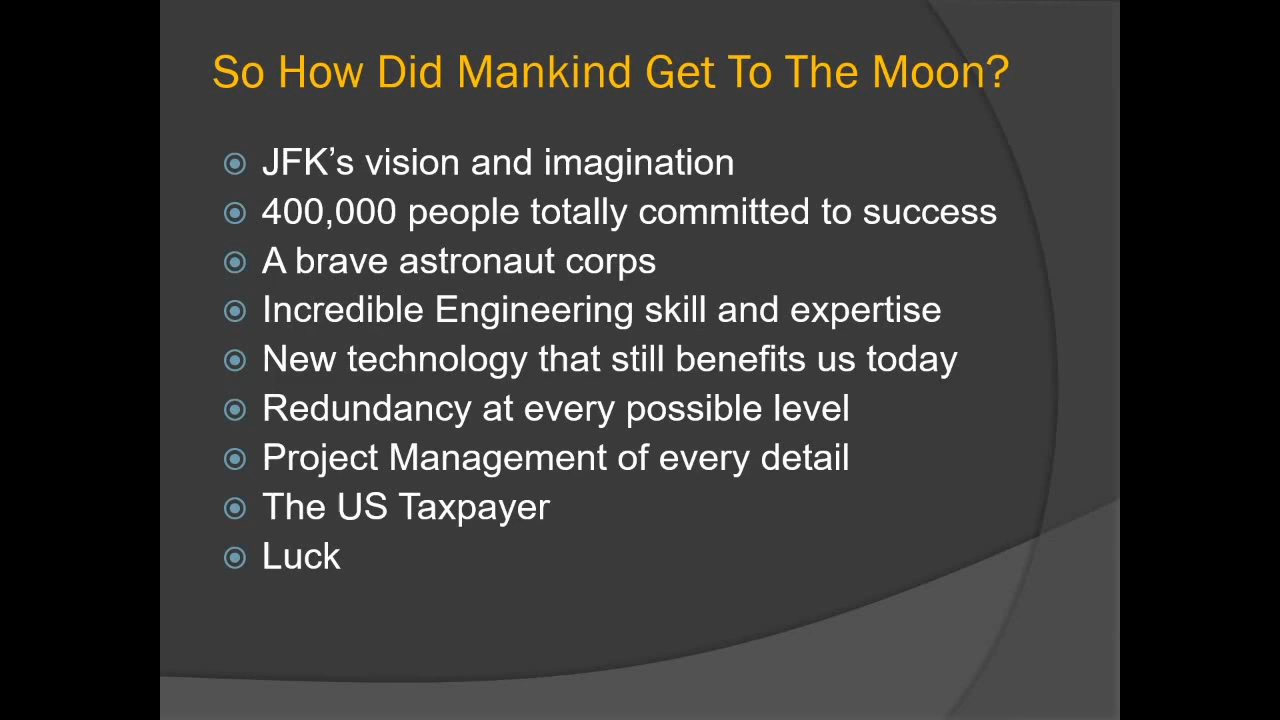 So How Did Mankind Get To The Moon?
JFK’s vision and imagination
400,000 people totally committed to success
A brave astronaut corps
Incredible Engineering skill and expertise
New technology that still benefits us today
Redundancy at every possible level
Project Management of every detail
The US Taxpayer
Luck